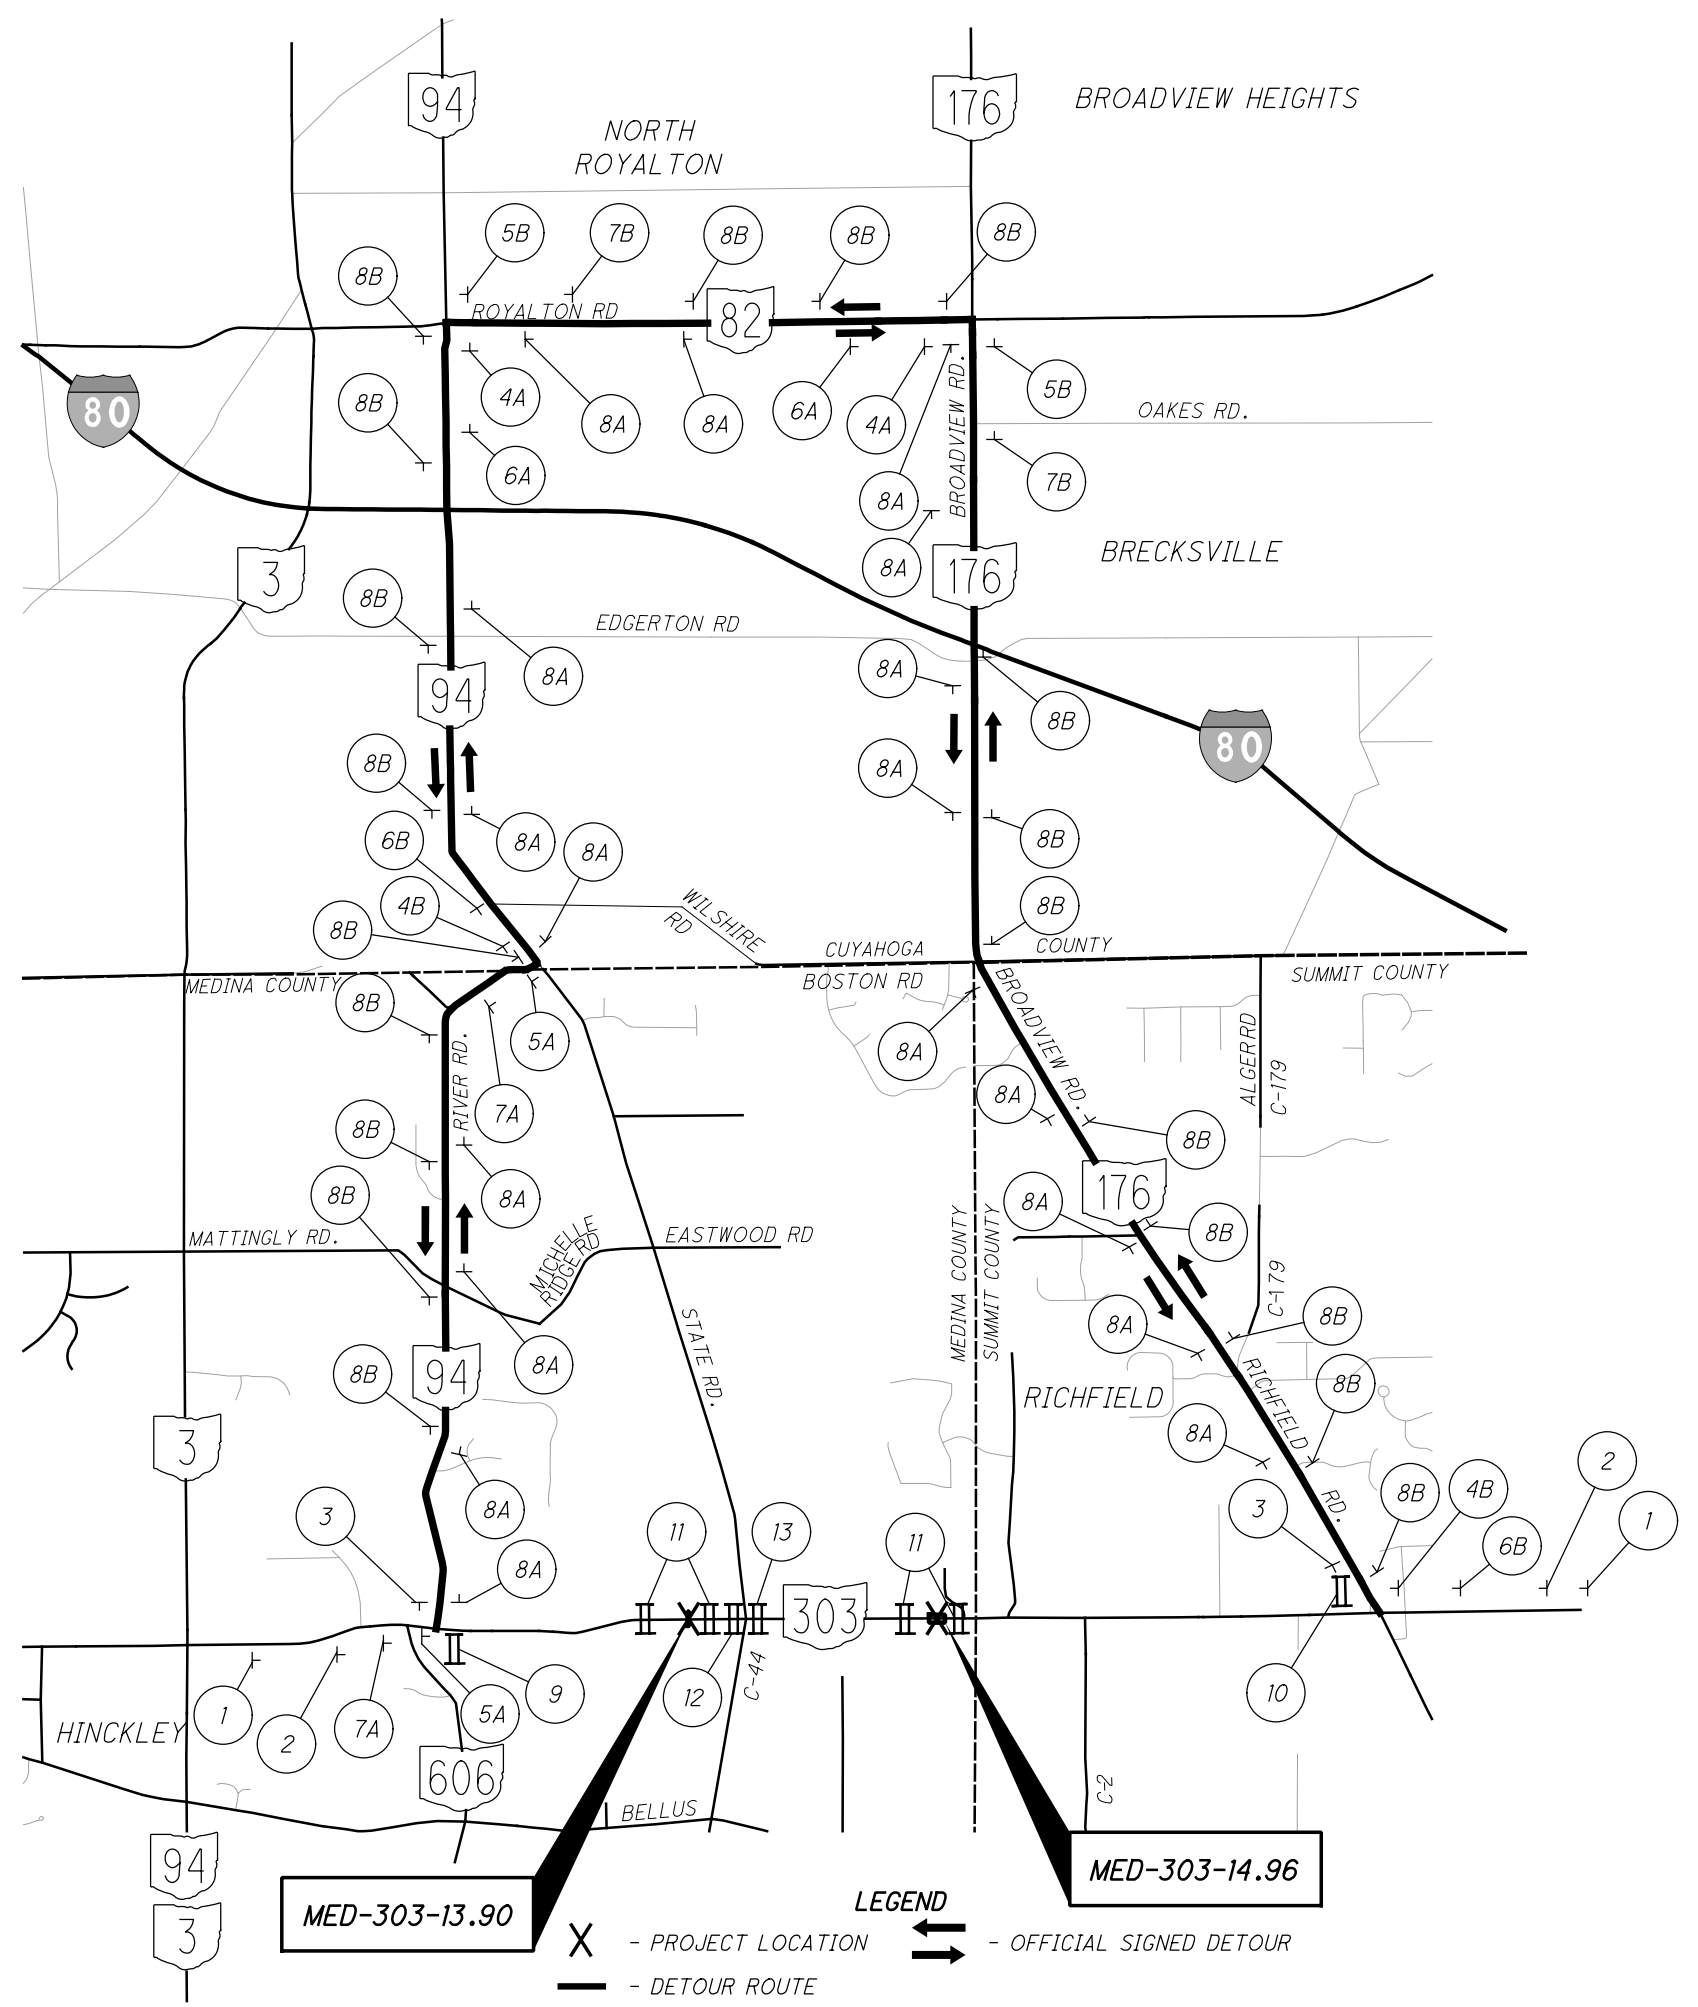 94
176
BROADVIEW HEIGHTS
NORTH
ROYALTON
5B
7B
8B
8B
8B
8B
ROYALTON RD
82
80
8B
4A
8A
8A
6A
4A
BROADVIEW RD.
5B
OAKES RD.
6A
8A
7B
3
8A
176
BRECKSVILLE
8B
EDGERTON RD
94
8A
8A
8B
80
8B
8A
6B
8A
8A
8B
4B
8B
WILSHIRE
RD
8B
CUYAHOGA
COUNTY
MEDINA COUNTY
BOSTON RD
SUMMIT COUNTY
8B
RIVER RD.
5A
8A
BROADVIEW RD.
ALGER RD
C-179
8B
7A
8A
8B
8B
8A
8A
176
8B
MATTINGLY RD.
MICHELLE
RIDGE RD
EASTWOOD RD
MEDINA COUNTY
SUMMIT COUNTY
C-179
8B
94
8A
STATE RD.
8A
8B
RICHFIELD
RICHFIELD
RD.
8B
3
8A
8A
3
8A
11
13
11
3
8B
4B
6B
2
1
303
HINCKLEY
1
2
7A
5A
9
12
C-44
10
606
BELLUS
C-2
94
3
MED-303-13.90
MED-303-14.96
LEGEND
- PROJECT LOCATION
- OFFICIAL SIGNED DETOUR
- DETOUR ROUTE